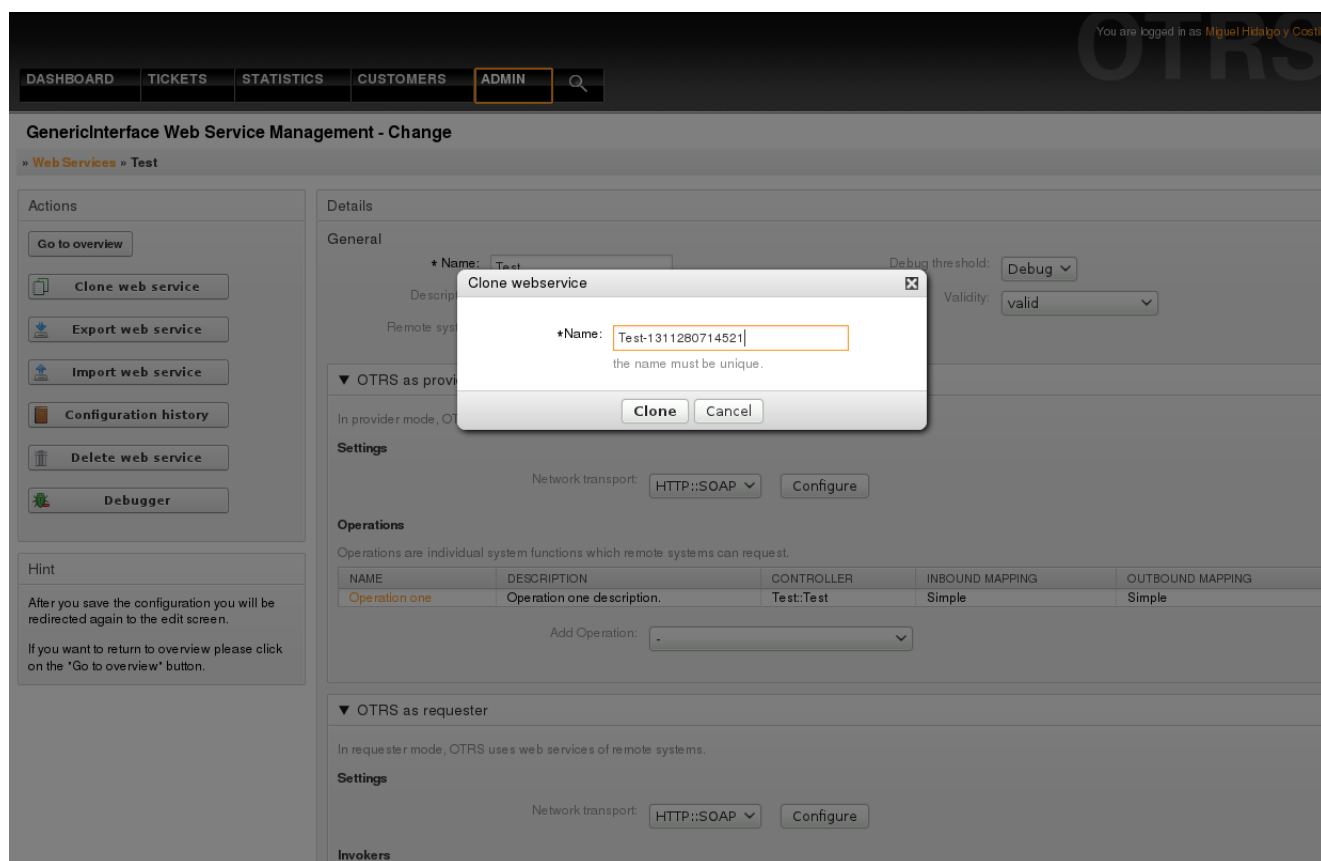 OTRS
You are logged in as Miguel Hidalgo y Costi
DASHBOARD TICKETS STATISTICS CUSTOMERS ADMIN
GenericInterface Web Service Management - Change
» Web Services » Test
Actions
Go to overview
Clone web service
Export web service
Import web service
Configuration history
Delete web service
Debugger
Hint
After you save the configuration you will be
redirected again to the edit screen.
If you want to return to overview please click
on the "Go to overview" button.
Details
General
* Name: Test
Descrip
Remote syst
Debug threshold: Debug
Validity: valid
Clone webservice
*Name: Test-1311280714521
the name must be unique.
Clone Cancel
▼ OTRS as provi
In provider mode, OT
Settings
Network transport: HTTP::SOAP Configure
Operations
Operations are individual system functions which remote systems can request.
NAME DESCRIPTION CONTROLLER INBOUND MAPPING OUTBOUND MAPPING
Operation one Operation one description. Test::Test Simple Simple
Add Operation: -
▼ OTRS as requester
In requester mode, OTRS uses web services of remote systems.
Settings
Network transport: HTTP::SOAP Configure
Invokers